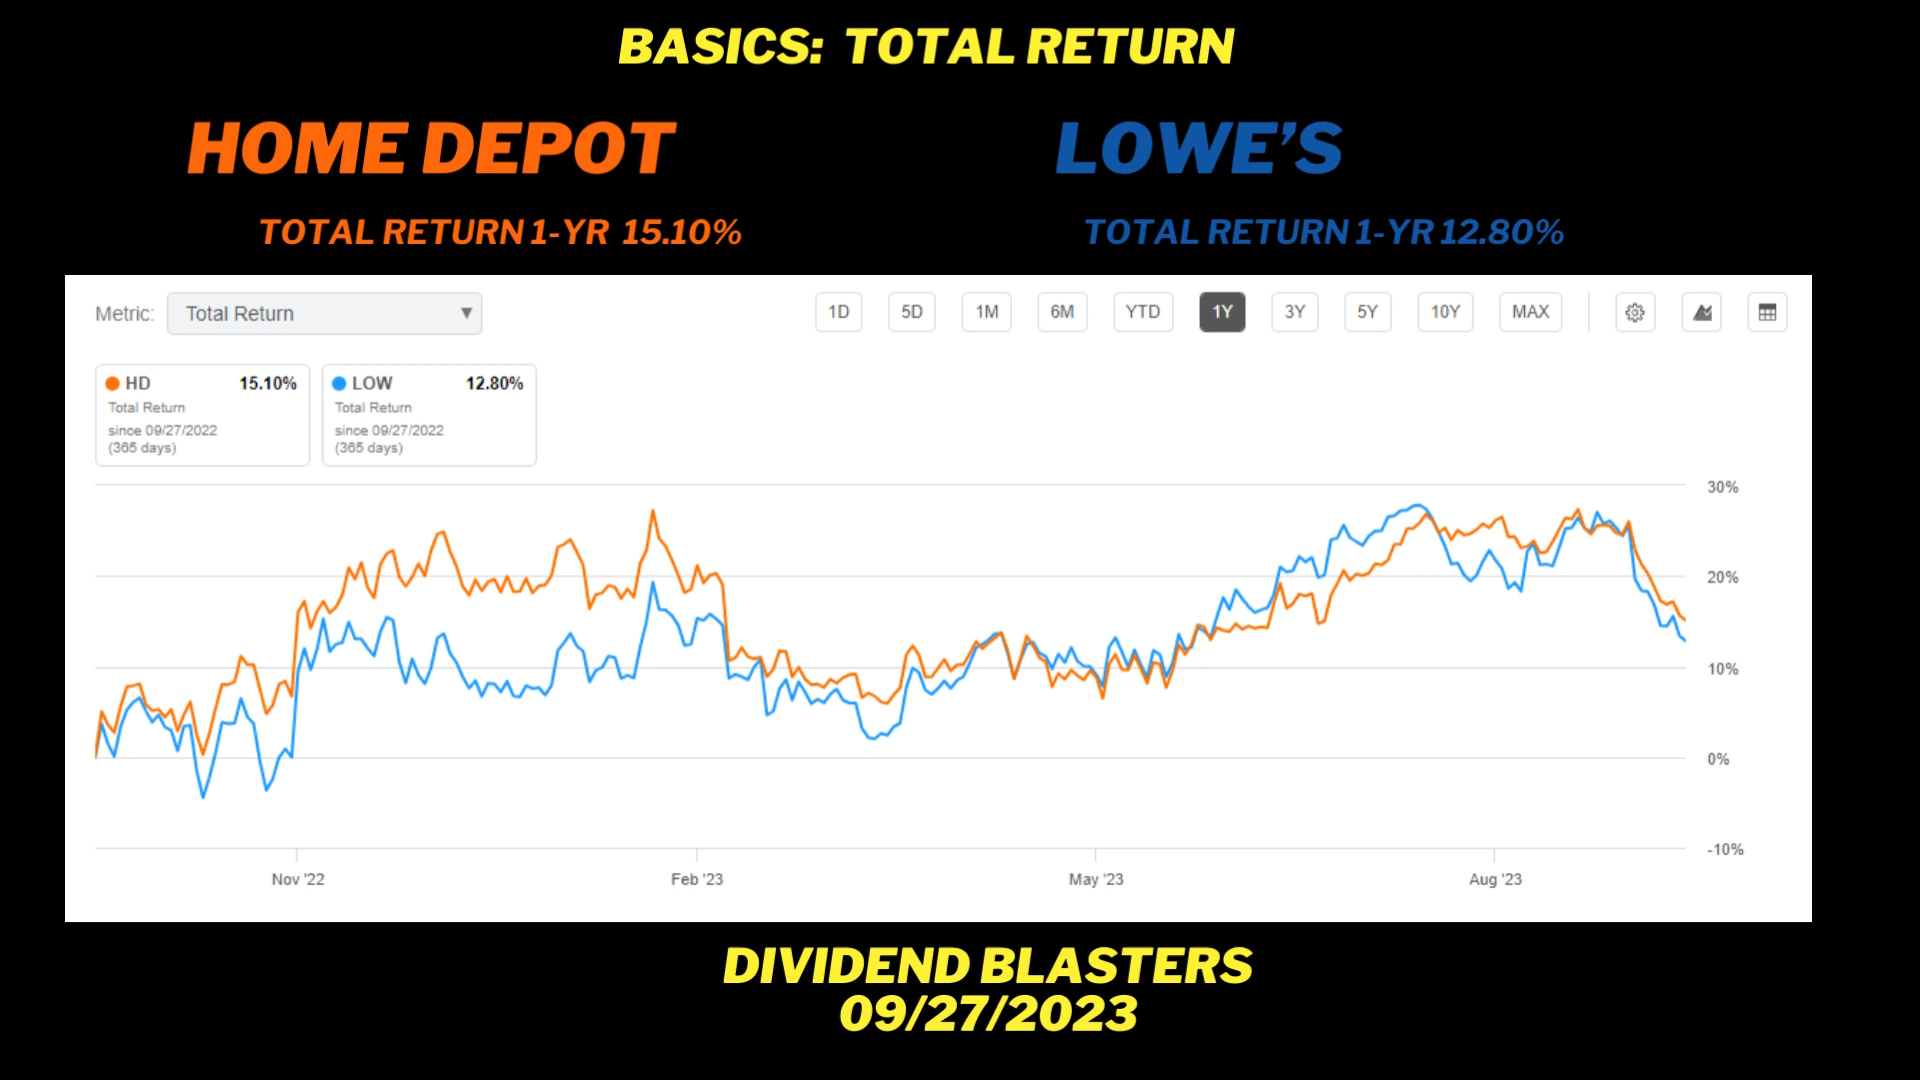 BASICS: TOTAL RETURN
HOME DEPOT
LOWE'S
TOTAL RETURN 1-YR 15.10%
TOTAL RETURN 1-YR 12.80%
Metric: Total Return ▼
1D 5D 1M 6M YTD 1Y 3Y 5Y 10Y MAX
HD 15.10%
Total Return
since 09/27/2022
(365 days)
LOW 12.80%
Total Return
since 09/27/2022
(365 days)
30%
20%
10%
0%
-10%
Nov '22 Feb '23 May '23 Aug '23
DIVIDEND BLASTERS
09/27/2023